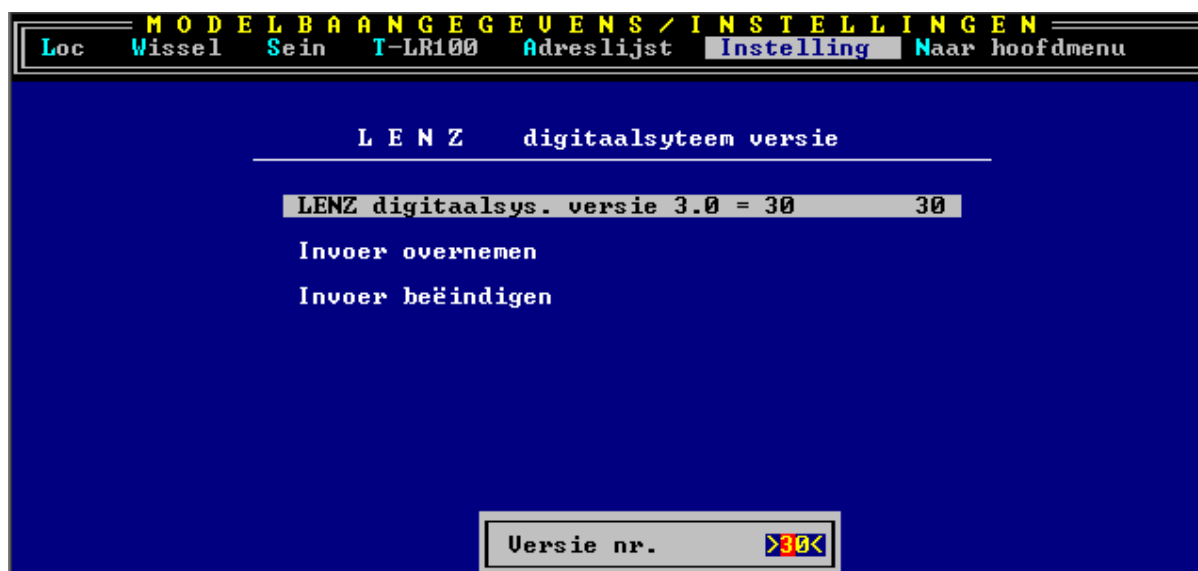 MODELBAANGEGEVENS/INSTELLINGEN
Loc Wissel Sein T-LR100 Adreslijst Instelling Naar hoofdmenu
LENZ digitaalsyteem versie
LENZ digitaalsys. versie 3.0 = 30 30
Invoer overnemen
Invoer beëindigen
Versie nr. >30<